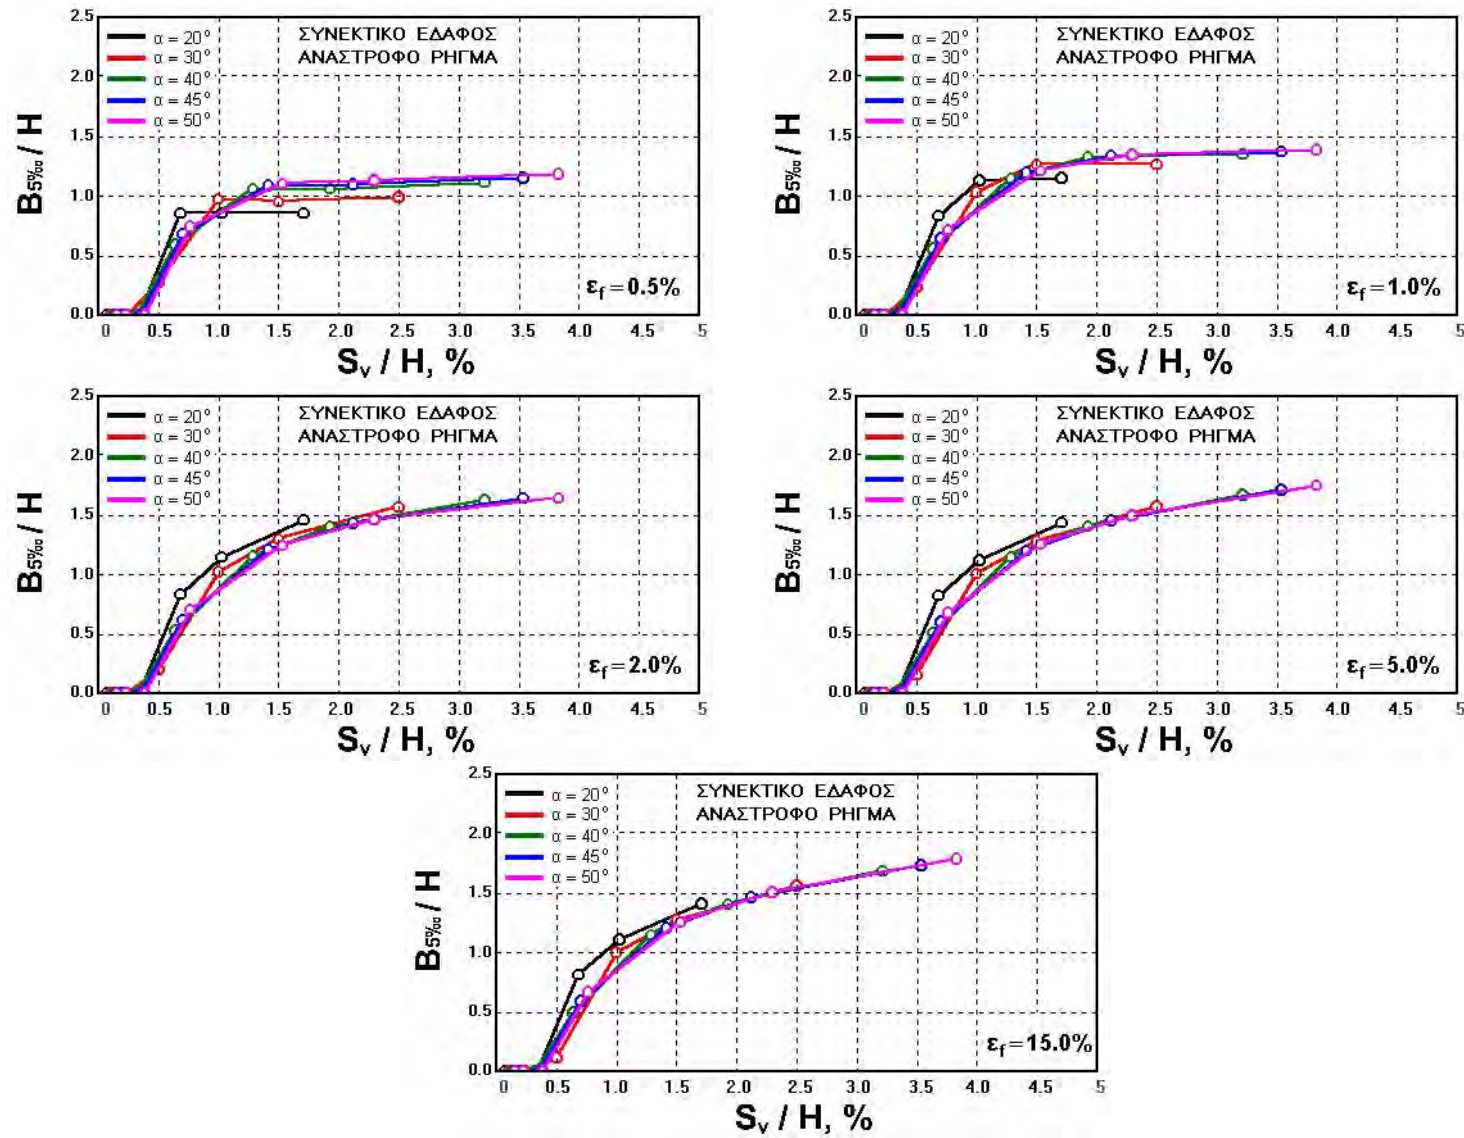 2.5
2.0
1.5
1.0
0.5
0.0
B5‰ / H
α = 20°
α = 30°
α = 40°
α = 45°
α = 50°
ΣΥΝΕΚΤΙΚΟ ΕΔΑΦΟΣ
ΑΝΑΣΤΡΟΦΟ ΡΗΓΜΑ
εf = 0.5%
0 0.5 1.0 1.5 2.0 2.5 3.0 3.5 4.0 4.5 5
Sv / H, %
2.5
2.0
1.5
1.0
0.5
0.0
B5‰ / H
α = 20°
α = 30°
α = 40°
α = 45°
α = 50°
ΣΥΝΕΚΤΙΚΟ ΕΔΑΦΟΣ
ΑΝΑΣΤΡΟΦΟ ΡΗΓΜΑ
εf = 1.0%
0 0.5 1.0 1.5 2.0 2.5 3.0 3.5 4.0 4.5 5
Sv / H, %
2.5
2.0
1.5
1.0
0.5
0.0
B5‰ / H
α = 20°
α = 30°
α = 40°
α = 45°
α = 50°
ΣΥΝΕΚΤΙΚΟ ΕΔΑΦΟΣ
ΑΝΑΣΤΡΟΦΟ ΡΗΓΜΑ
εf = 2.0%
0 0.5 1.0 1.5 2.0 2.5 3.0 3.5 4.0 4.5 5
Sv / H, %
2.5
2.0
1.5
1.0
0.5
0.0
B5‰ / H
α = 20°
α = 30°
α = 40°
α = 45°
α = 50°
ΣΥΝΕΚΤΙΚΟ ΕΔΑΦΟΣ
ΑΝΑΣΤΡΟΦΟ ΡΗΓΜΑ
εf = 5.0%
0 0.5 1.0 1.5 2.0 2.5 3.0 3.5 4.0 4.5 5
Sv / H, %
2.5
2.0
1.5
1.0
0.5
0.0
B5‰ / H
α = 20°
α = 30°
α = 40°
α = 45°
α = 50°
ΣΥΝΕΚΤΙΚΟ ΕΔΑΦΟΣ
ΑΝΑΣΤΡΟΦΟ ΡΗΓΜΑ
εf = 15.0%
0 0.5 1.0 1.5 2.0 2.5 3.0 3.5 4.0 4.5 5
Sv / H, %